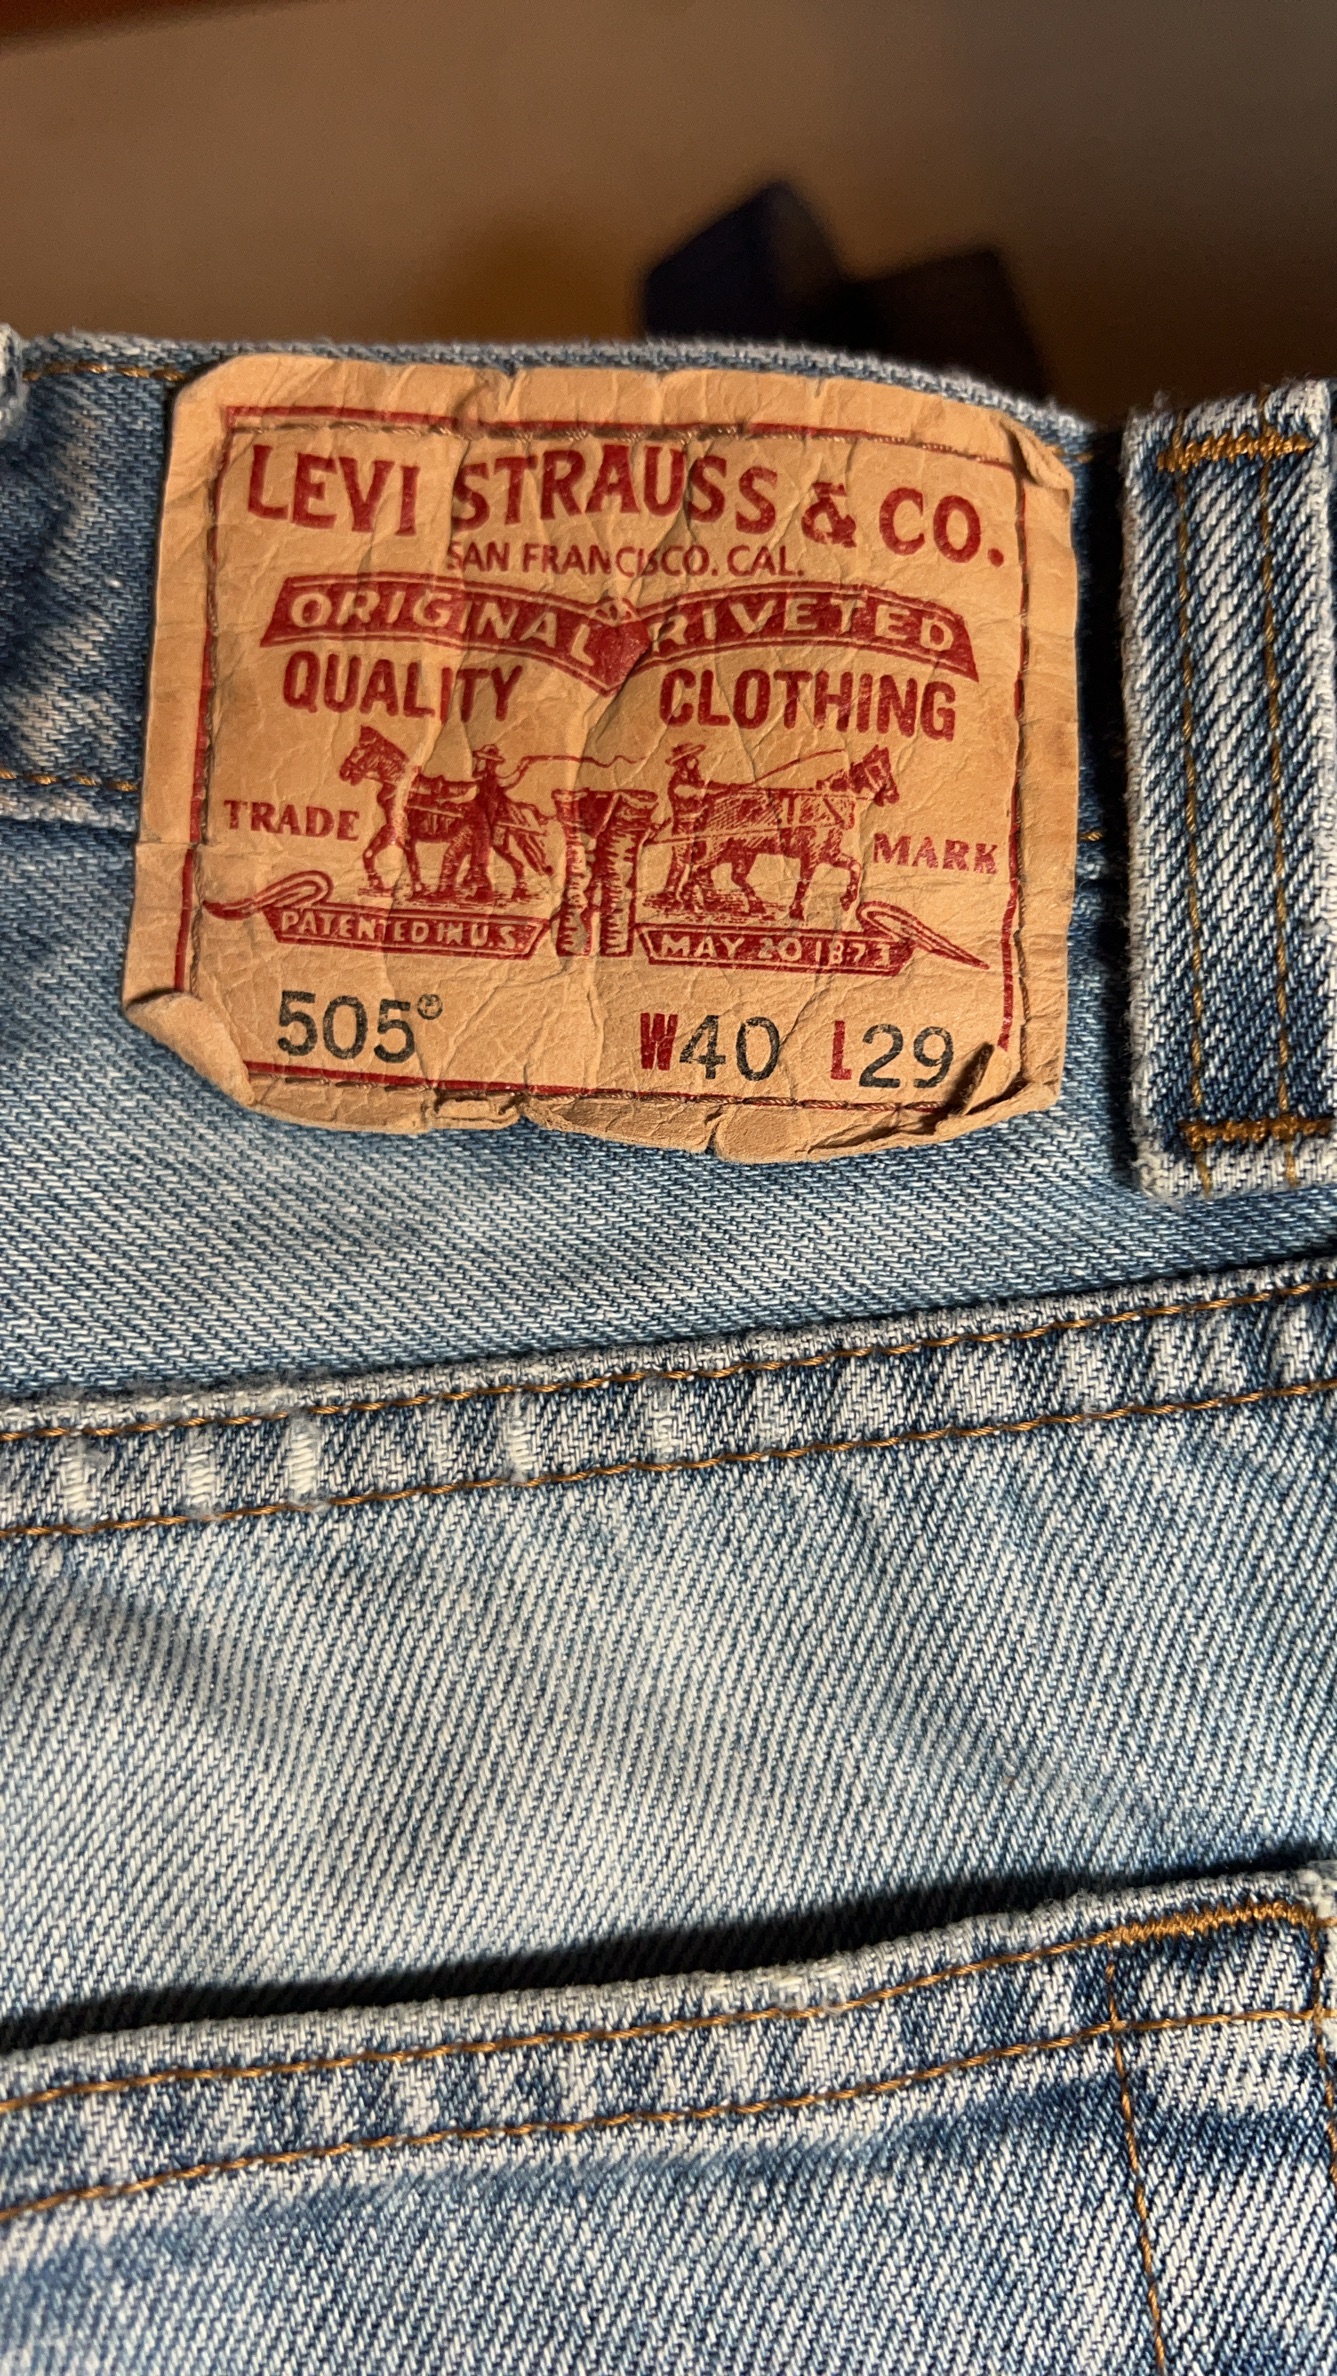 LEVI STRAUSS & CO.
SAN FRANCISCO. CAL.
ORIGINAL RIVETED
QUALITY CLOTHING
TRADE MARK
PATENTED IN U.S. MAY 20 1873
505® W40 L29